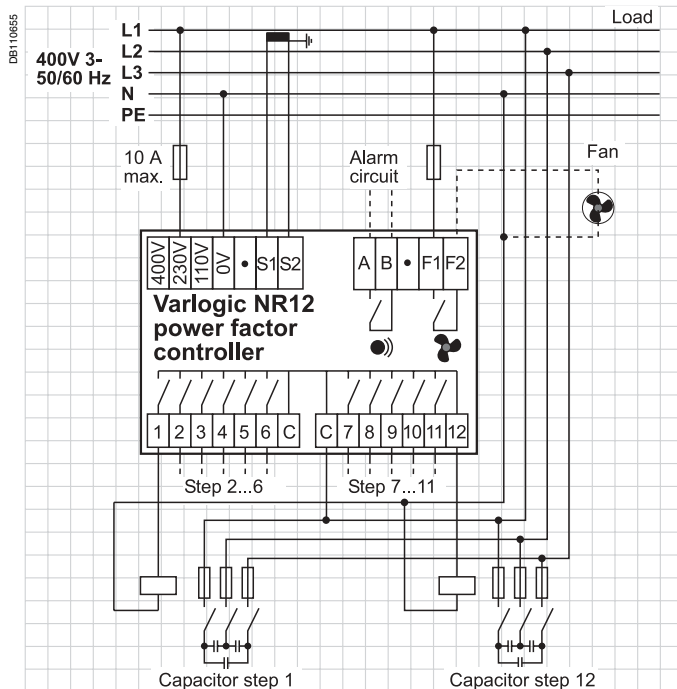 DB110655
L1
Load
L2
400V 3-
50/60 Hz
L3
N
PE
10 A
max.
Alarm
circuit
Fan
400V 230V 110V 0V • S1 S2
A B • F1 F2
Varlogic NR12
power factor
controller
1 2 3 4 5 6 C
C 7 8 9 10 11 12
Step 2...6
Step 7...11
Capacitor step 1
Capacitor step 12